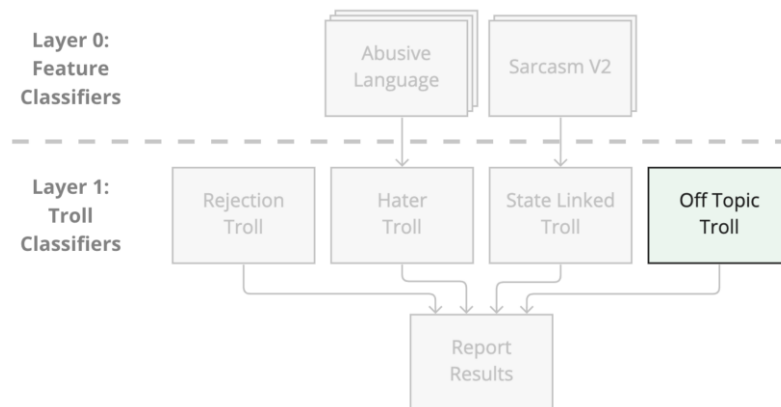 Layer 0:
Feature
Classifiers
Abusive
Language
Sarcasm V2
Layer 1:
Troll
Classifiers
Rejection
Troll
Hater
Troll
State Linked
Troll
Off Topic
Troll
Report
Results